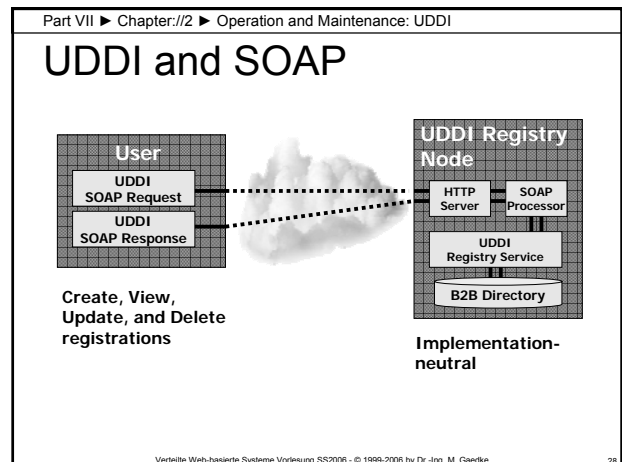 Part VII ► Chapter://2 ► Operation and Maintenance: UDDI
UDDI and SOAP
User
UDDI
SOAP Request
UDDI
SOAP Response
Create, View,
Update, and Delete
registrations
UDDI Registry
Node
HTTP
Server
SOAP
Processor
UDDI
Registry Service
B2B Directory
Implementation-
neutral
Verteilte Web-basierte Systeme Vorlesung SS2006 - © 1999-2006 by Dr.-Ing. M. Gaedke
28